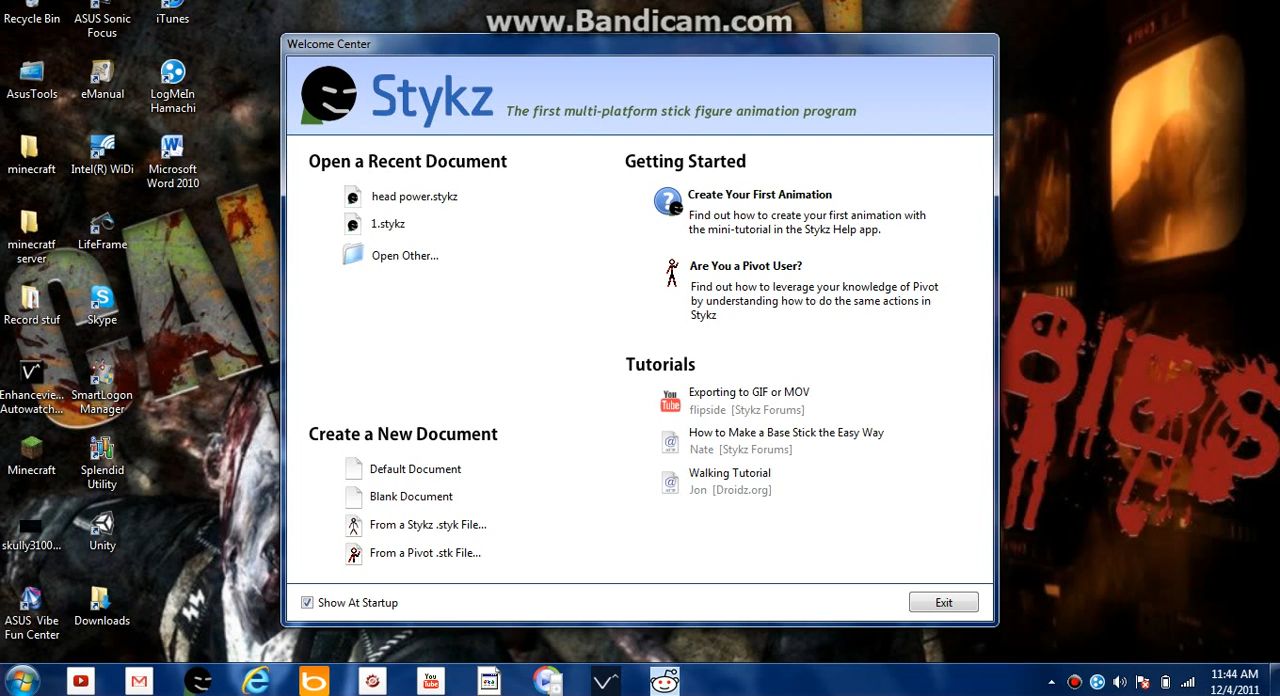 www.Bandicam.com
Recycle Bin
ASUS Sonic
Focus
iTunes
AsusTools
eManual
LogMeIn
Hamachi
minecraft
Intel(R) WiDi
Microsoft
Word 2010
minecratf
server
LifeFrame
Record stuf
Skype
Enhancevie...
Autowatch...
SmartLogon
Manager
Minecraft
Splendid
Utility
skully3100...
Unity
ASUS Vibe
Fun Center
Downloads
Welcome Center
Stykz
The first multi-platform stick figure animation program
Open a Recent Document
head power.stykz
1.stykz
Open Other...
Create a New Document
Default Document
Blank Document
From a Stykz .styk File...
From a Pivot .stk File...
Getting Started
Create Your First Animation
Find out how to create your first animation with
the mini-tutorial in the Stykz Help app.
Are You a Pivot User?
Find out how to leverage your knowledge of Pivot
by understanding how to do the same actions in
Stykz
Tutorials
You
Tube
Exporting to GIF or MOV
flipside [Stykz Forums]
How to Make a Base Stick the Easy Way
Nate [Stykz Forums]
Walking Tutorial
Jon [Droidz.org]
Show At Startup
Exit
You
Tube
11:44 AM
12/4/2011